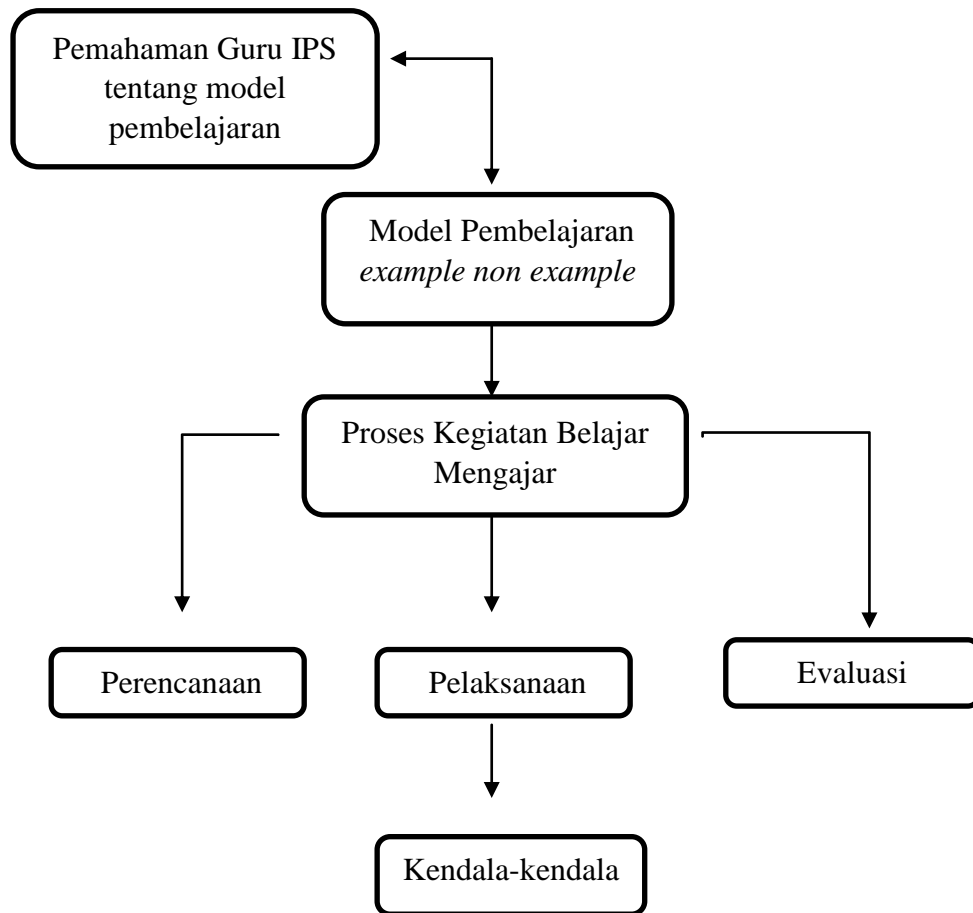 Pemahaman Guru IPS
tentang model
pembelajaran
Model Pembelajaran
example non example
Proses Kegiatan Belajar
Mengajar
Perencanaan
Pelaksanaan
Evaluasi
Kendala-kendala